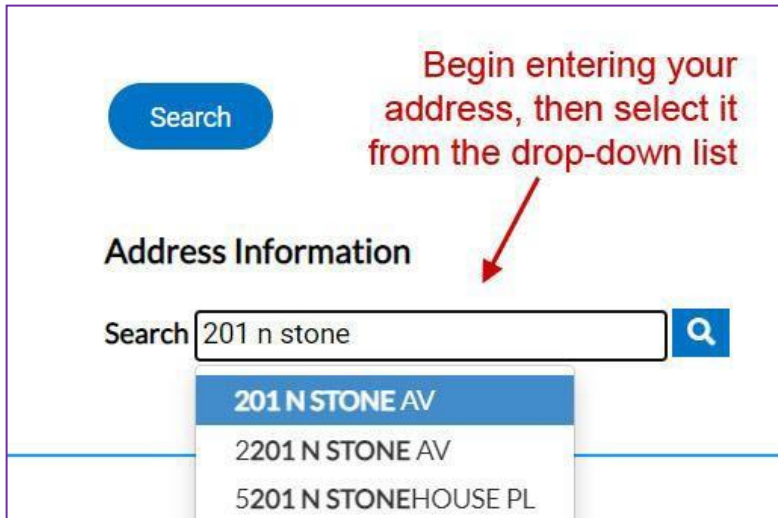 Begin entering your
address, then select it
from the drop-down list
Search
Address Information
Search 201 n stone
201 N STONE AV
2201 N STONE AV
5201 N STONEHOUSE PL